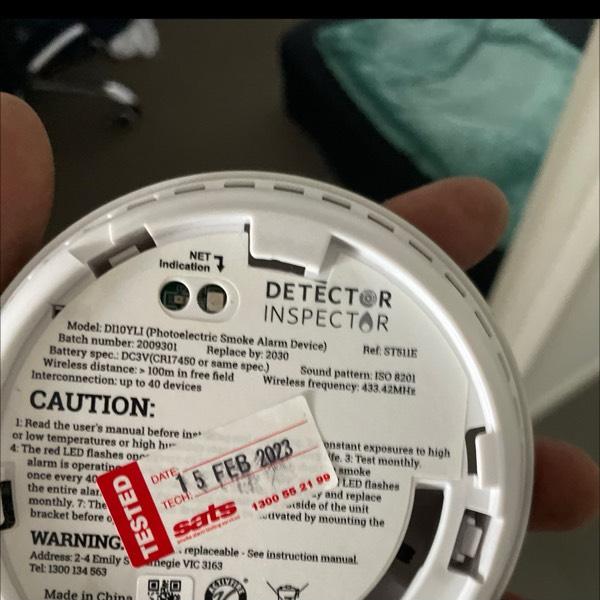 NET
Indication
DETECTOR
INSPECTOR
Model: DI10YLI (Photoelectric Smoke Alarm Device)
Batch number: 2009301 Replace by: 2030 Ref: ST511E
Battery spec.: DC3V(CR17450 or same spec.) Sound pattern: ISO 8201
Wireless distance: > 100m in free field Wireless frequency: 433.42MHz
Interconnection: up to 40 devices
CAUTION:
1: Read the user's manual before constant exposures to high
or low temperatures or high 3: Test monthly.
4: The red LED flashes smoke
alarm is LED flashes
once every and replace
the entire outside of the unit
monthly. 7: The by mounting the
bracket before
TESTED
DATE 15 FEB 2023
TECH:
sats 1300 55 21 99
smoke alarm testing services
WARNING: replaceable - See instruction manual.
Address: 2-4 Emily VIC 3163
Tel: 1300 134 563
Made in China